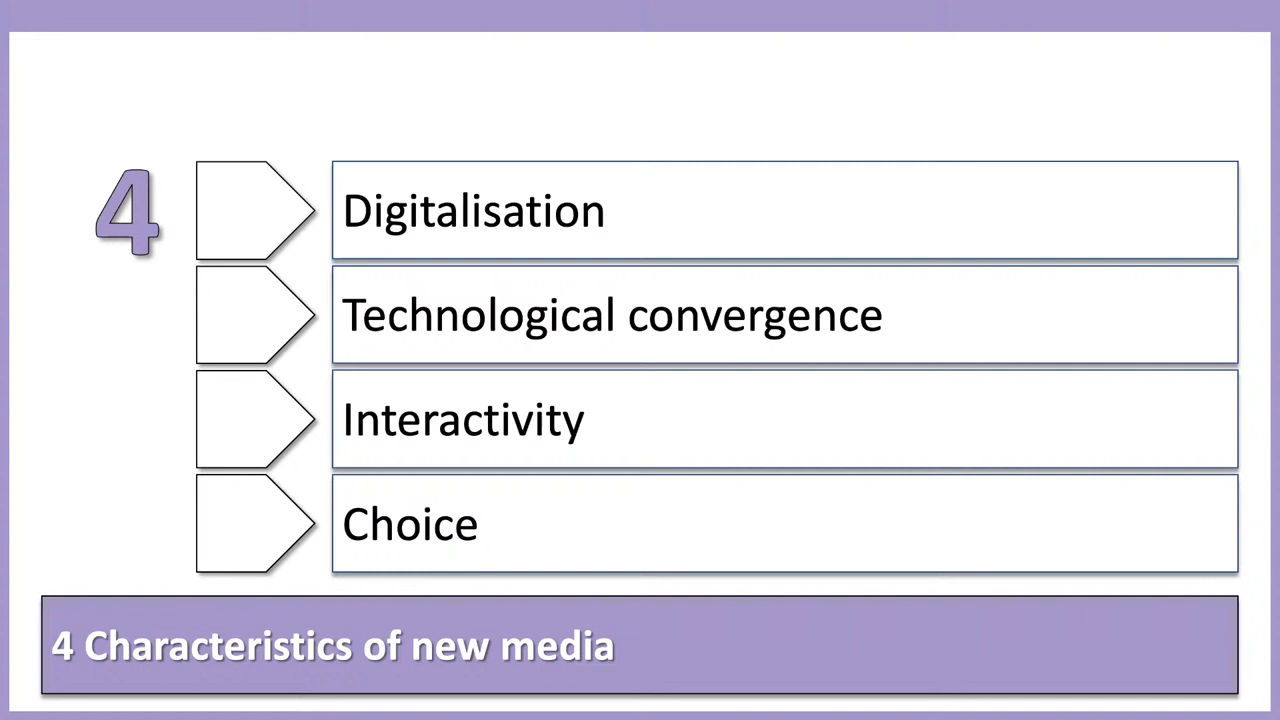 4
Digitalisation
Technological convergence
Interactivity
Choice
4 Characteristics of new media